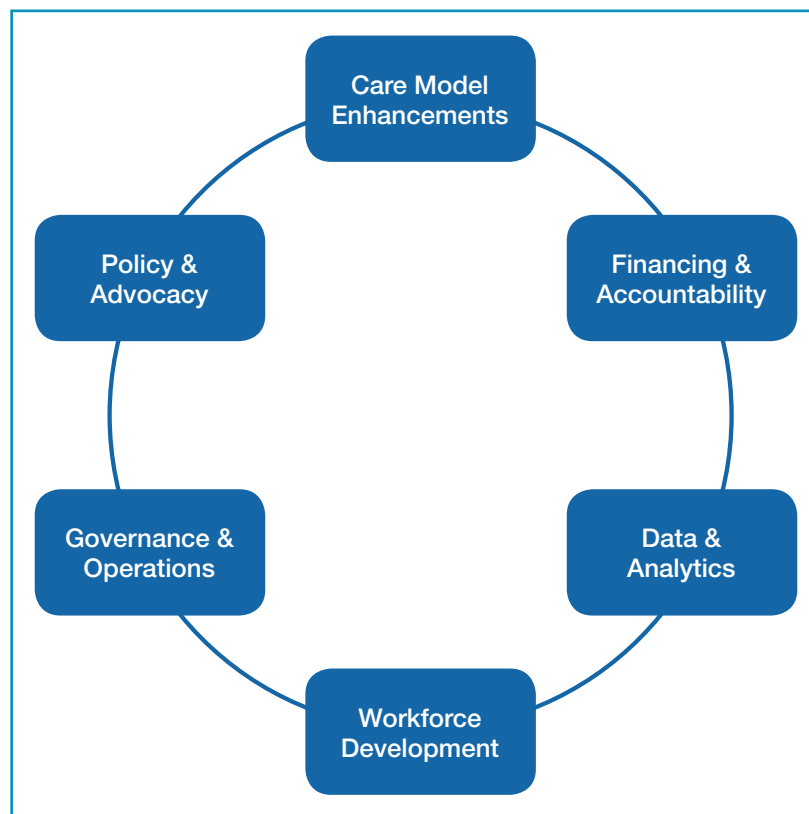 Care Model
Enhancements
Policy &
Advocacy
Financing &
Accountability
Governance &
Operations
Data &
Analytics
Workforce
Development